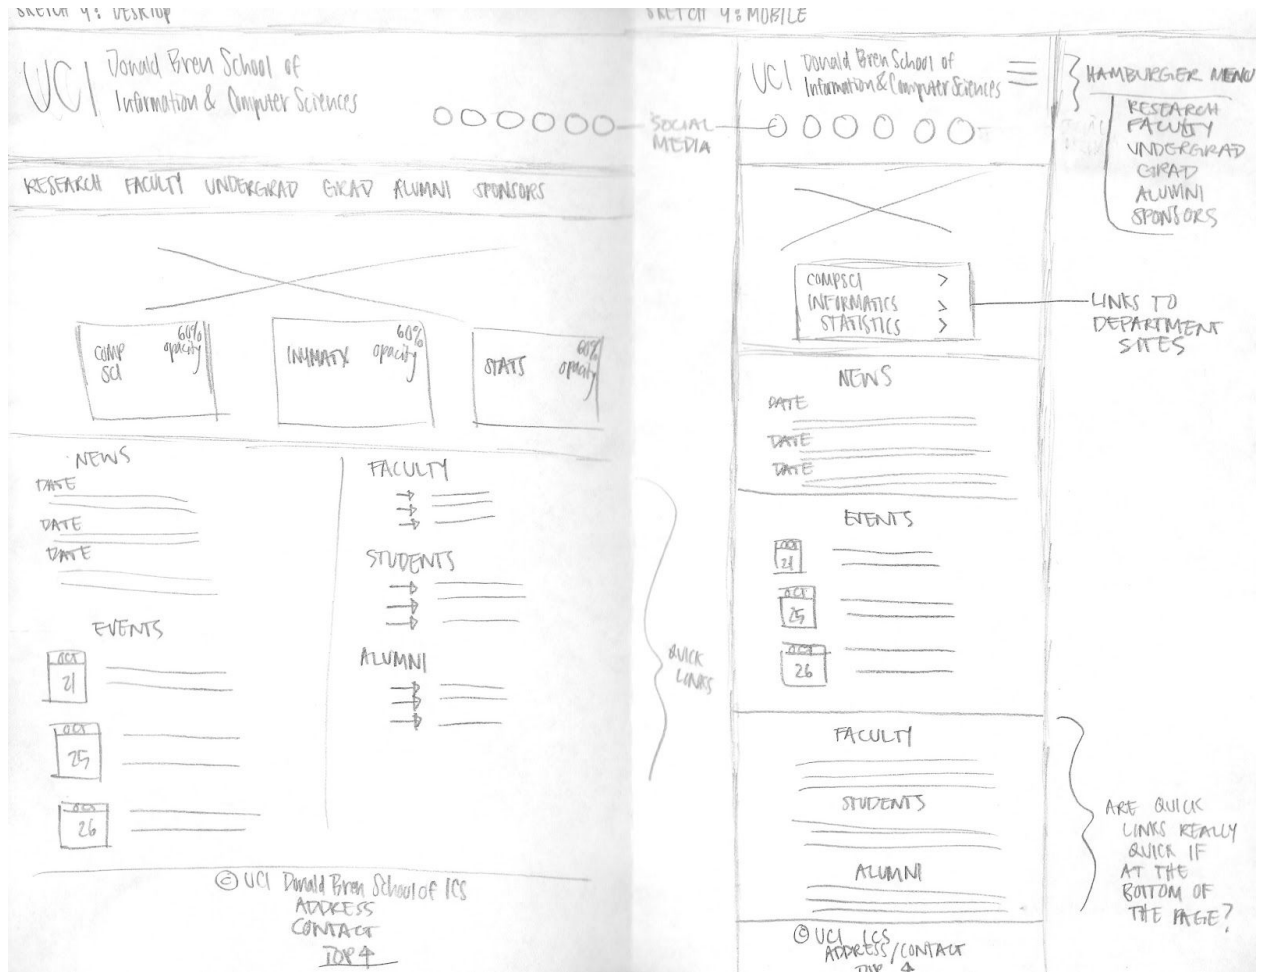 SKETCH 4: DESKTOP
UCI
Donald Bren School of
Information & Computer Sciences
RESEARCH FACULTY UNDERGRAD GRAD ALUMNI SPONSORS
COMP
SCI
60%
opacity
INFMATX
60%
opacity
STATS
60%
opacity
NEWS
DATE
DATE
DATE
EVENTS
OCT
21
OCT
25
OCT
26
FACULTY
STUDENTS
ALUMNI
© UCI Donald Bren School of ICS
ADDRESS
CONTACT
TOP ↑
SOCIAL
MEDIA
QUICK
LINKS
SKETCH 4: MOBILE
UCI
Donald Bren School of
Information & Computer Sciences
HAMBURGER MENU
RESEARCH
FACULTY
UNDERGRAD
GRAD
ALUMNI
SPONSORS
COMPSCI >
INFORMATICS >
STATISTICS >
LINKS TO
DEPARTMENT
SITES
NEWS
DATE
DATE
DATE
EVENTS
OCT
21
OCT
25
OCT
26
FACULTY
STUDENTS
ALUMNI
ARE QUICK
LINKS REALLY
QUICK IF
AT THE
BOTTOM OF
THE PAGE?
© UCI ICS
ADDRESS/CONTACT
TOP ↑